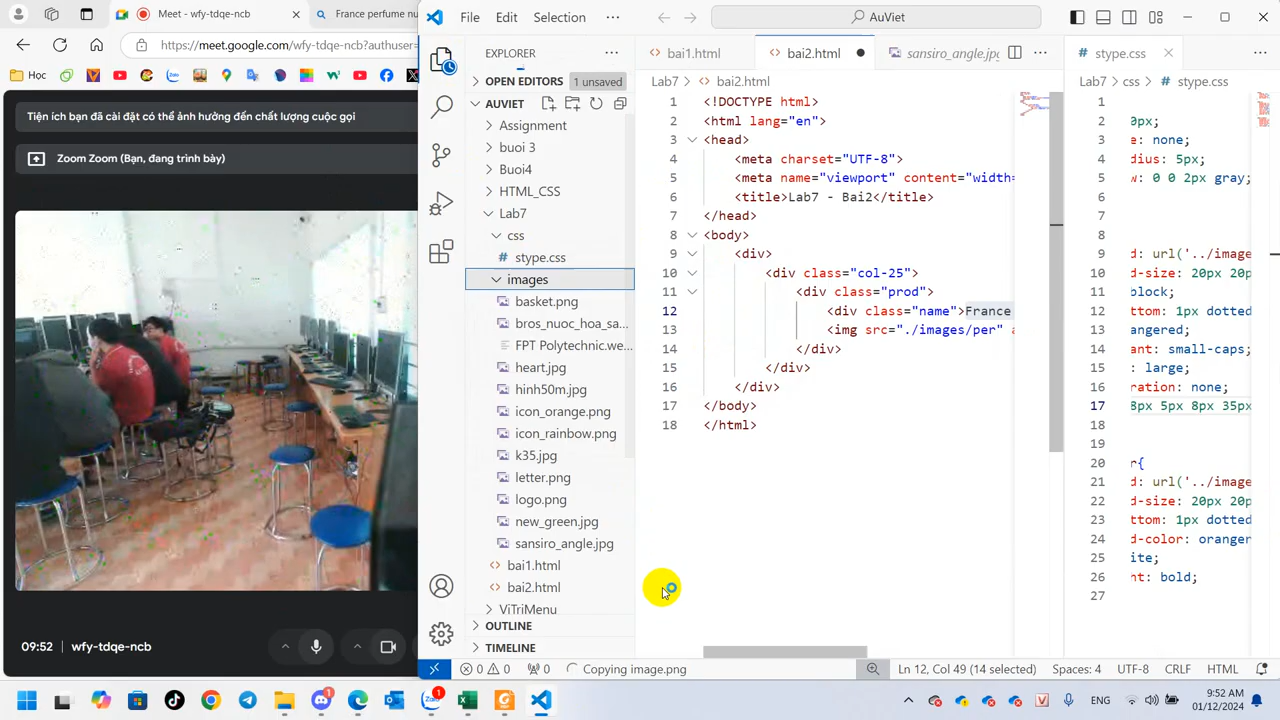 Meet - wfy-tdqe-ncb
France perfume nu
https://meet.google.com/wfy-tdqe-ncb?authuser=
Học
Tiện ích bạn đã cài đặt có thể ảnh hưởng đến chất lượng cuộc gọi
Zoom Zoom (Bạn, đang trình bày)
09:52 | wfy-tdqe-ncb
File Edit Selection ···
AuViet
EXPLORER
OPEN EDITORS 1 unsaved
AUVIET
Assignment
buoi 3
Buoi4
HTML_CSS
Lab7
css
# stype.css
images
basket.png
bros_nuoc_hoa_sa...
FPT Polytechnic.we...
heart.jpg
hinh50m.jpg
icon_orange.png
icon_rainbow.png
k35.jpg
letter.png
logo.png
new_green.jpg
sansiro_angle.jpg
<> bai1.html
<> bai2.html
ViTriMenu
OUTLINE
TIMELINE
<> bai1.html
<> bai2.html
sansiro_angle.jpg
Lab7 > <> bai2.html
1 <!DOCTYPE html>
2 <html lang="en">
3 <head>
4 <meta charset="UTF-8">
5 <meta name="viewport" content="width=
6 <title>Lab7 - Bai2</title>
7 </head>
8 <body>
9 <div>
10 <div class="col-25">
11 <div class="prod">
12 <div class="name">France
13 <img src="./images/per" a
14 </div>
15 </div>
16 </div>
17 </body>
18 </html>
# stype.css
Lab7 > css > # stype.css
1
2 0px;
3 e: none;
4 dius: 5px;
5 w: 0 0 2px gray;
6
7
8
9 d: url('../image
10 d-size: 20px 20p
11 block;
12 ttom: 1px dotted
13 angered;
14 ant: small-caps;
15 : large;
16 ration: none;
17 8px 5px 8px 35px
18
19
20 r{
21 d: url('../image
22 d-size: 20px 20p
23 ttom: 1px dotted
24 d-color: oranger
25 ite;
26 nt: bold;
27
0 0 0 Copying image.png
Ln 12, Col 49 (14 selected) Spaces: 4 UTF-8 CRLF HTML
Zalo 1
ENG
9:52 AM
01/12/2024